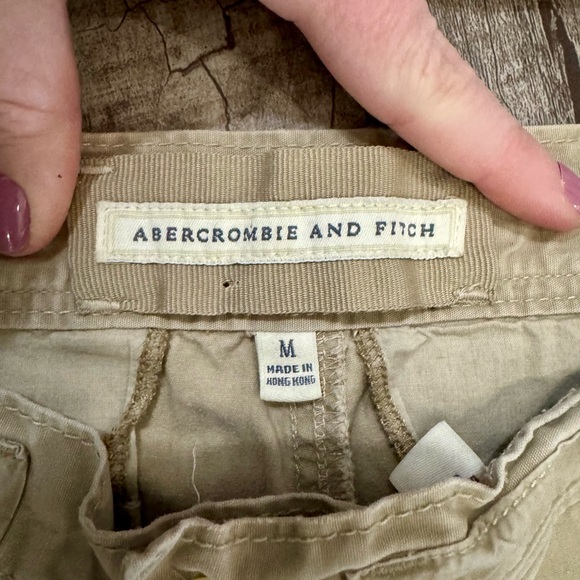 ABERCROMBIE AND FITCH
M
MADE IN
HONG KONG